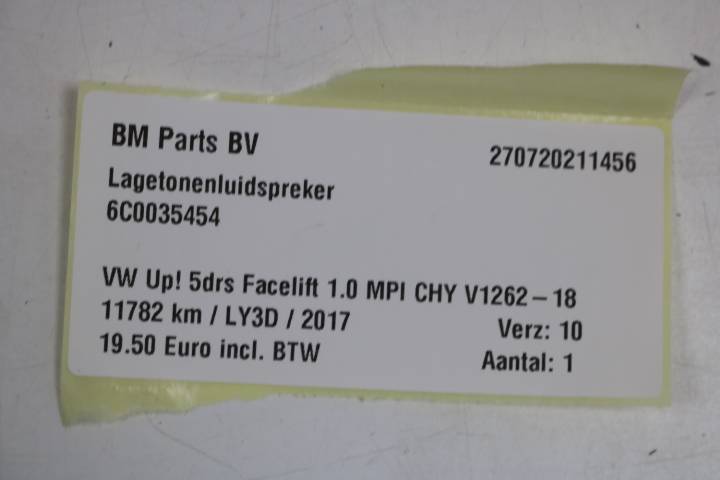 BM Parts BV 270720211456
Lagetonenluidspreker
6C0035454
VW Up! 5drs Facelift 1.0 MPI CHY V1262-18
11782 km / LY3D / 2017 Verz: 10
19.50 Euro incl. BTW Aantal: 1